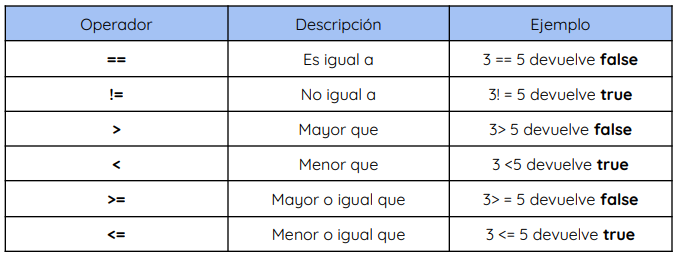 Operador Descripción Ejemplo
== Es igual a 3 == 5 devuelve false
!= No igual a 3! = 5 devuelve true
> Mayor que 3> 5 devuelve false
< Menor que 3 <5 devuelve true
>= Mayor o igual que 3> = 5 devuelve false
<= Menor o igual que 3 <= 5 devuelve true